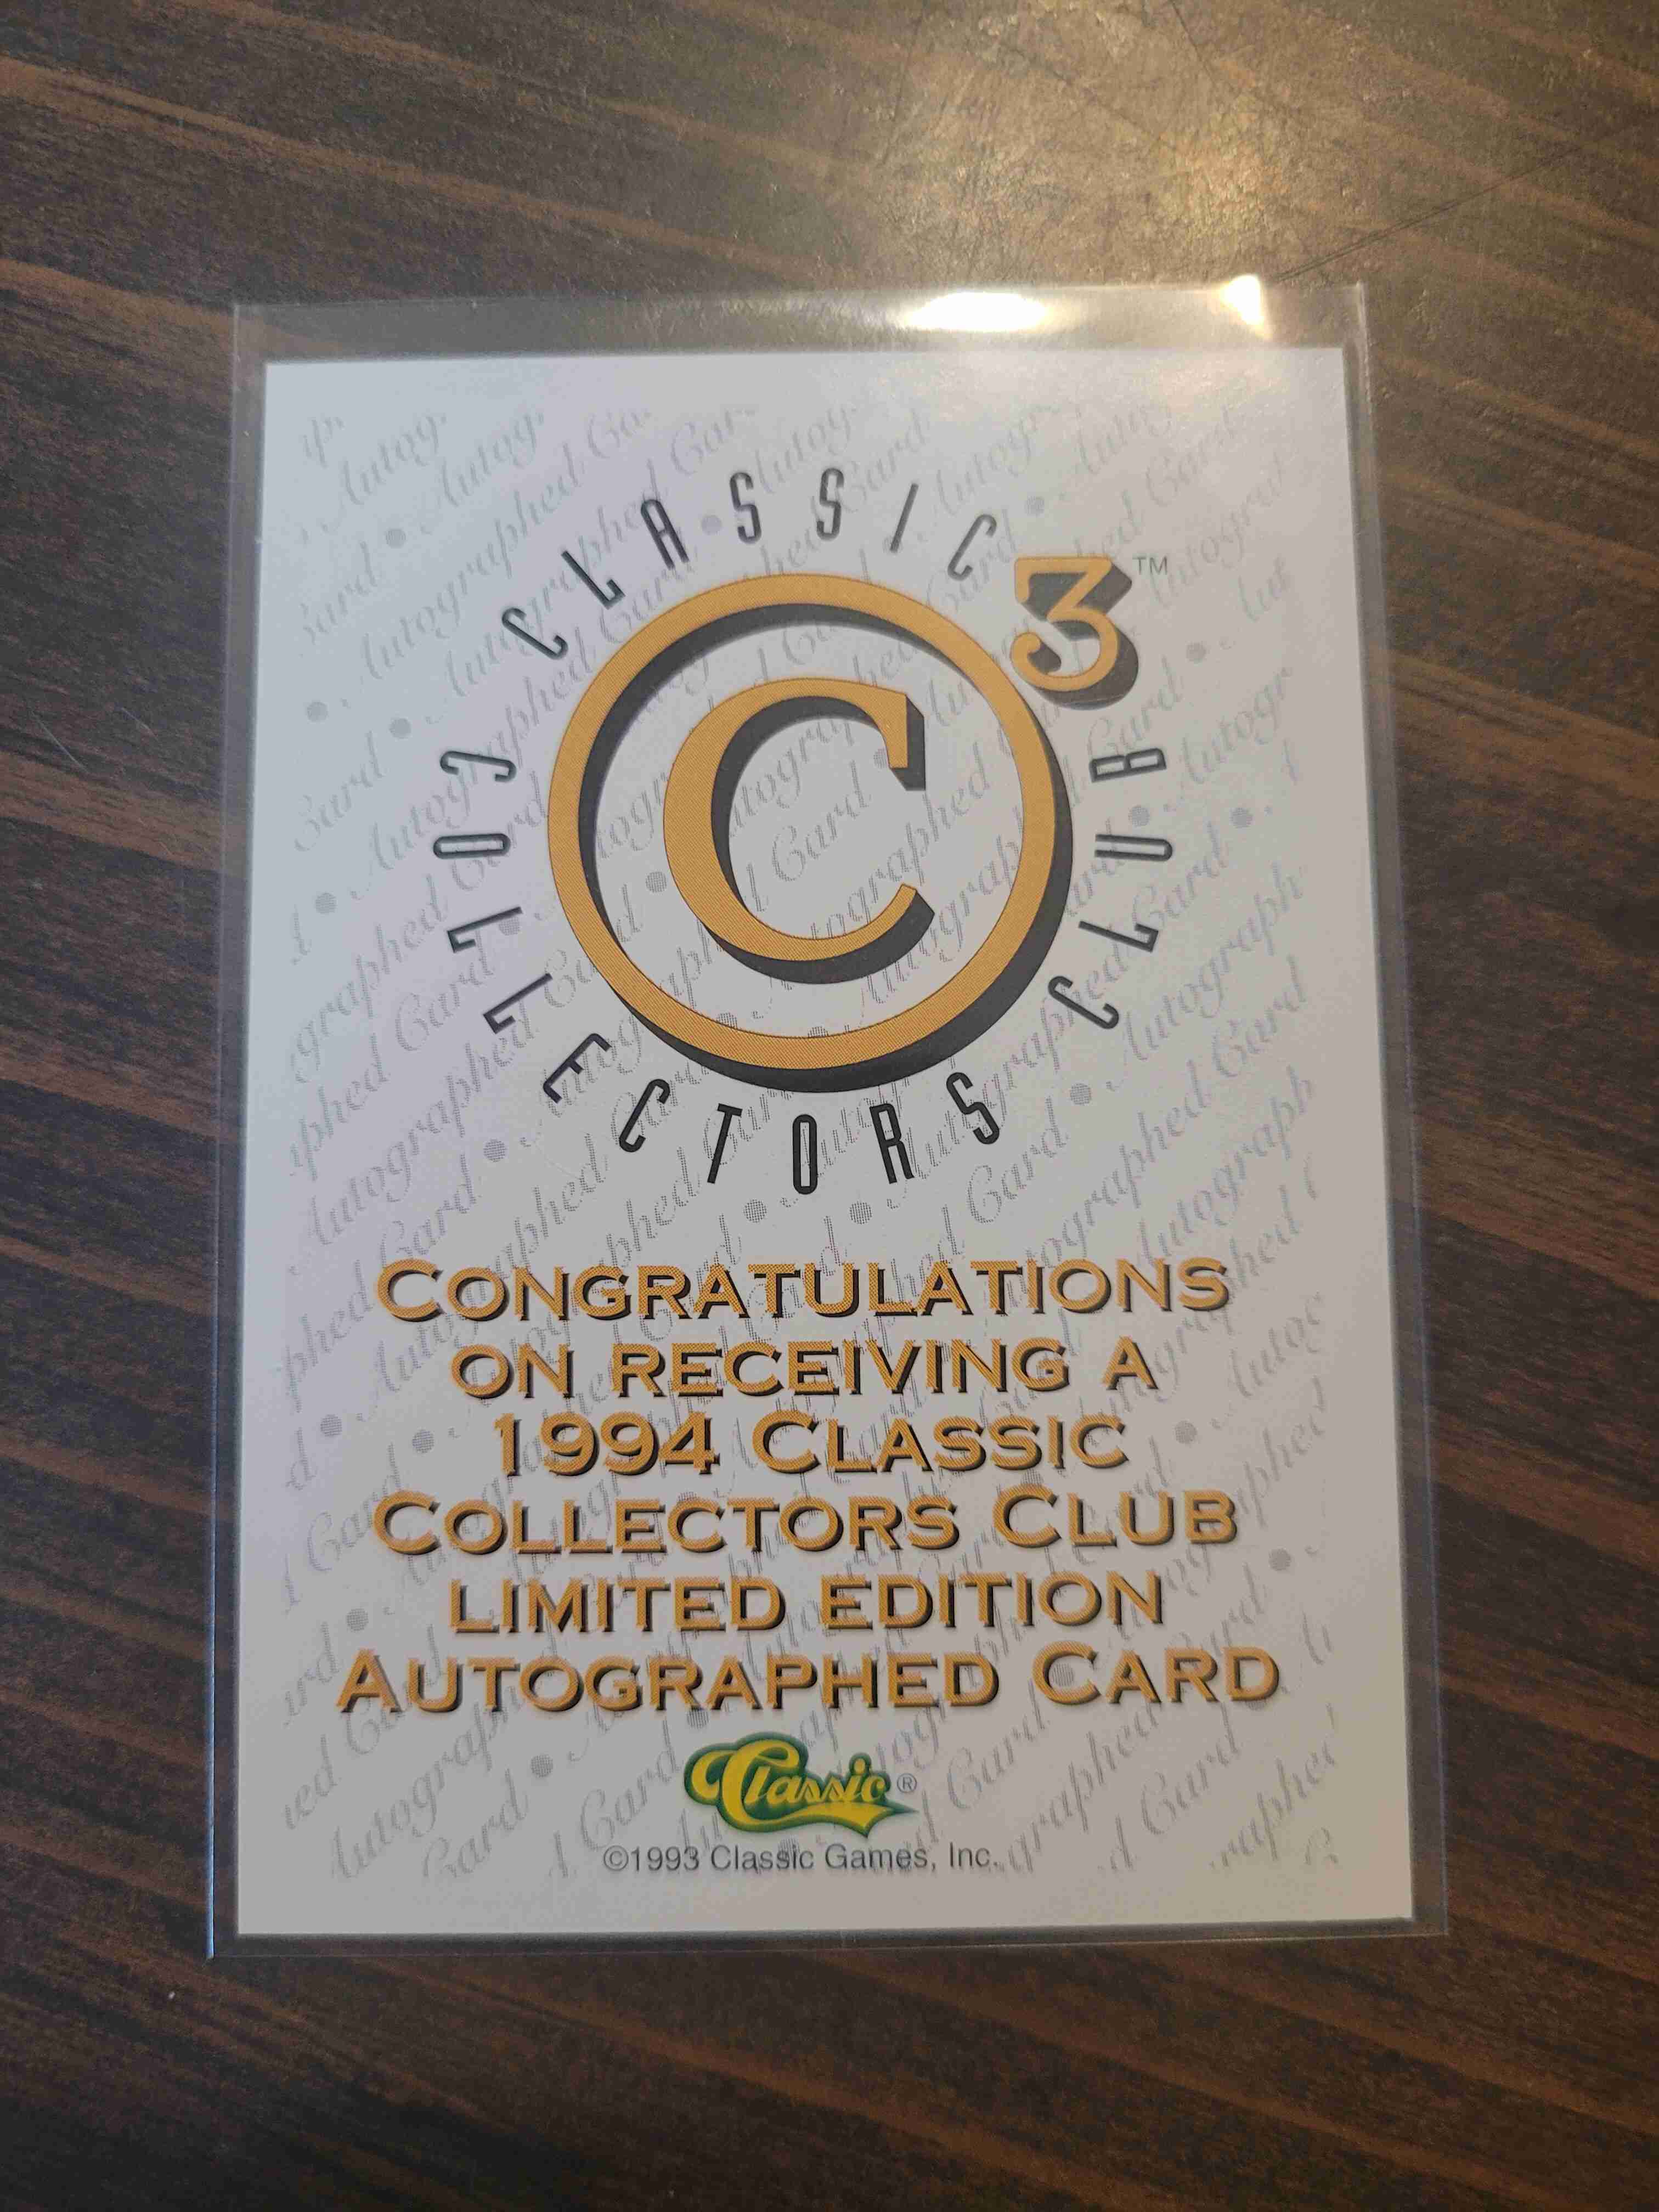 CLASSIC
COLLECTORS
CLUB
C3™
CONGRATULATIONS
ON RECEIVING A
1994 CLASSIC
COLLECTORS CLUB
LIMITED EDITION
AUTOGRAPHED CARD
Classic®
©1993 Classic Games, Inc.